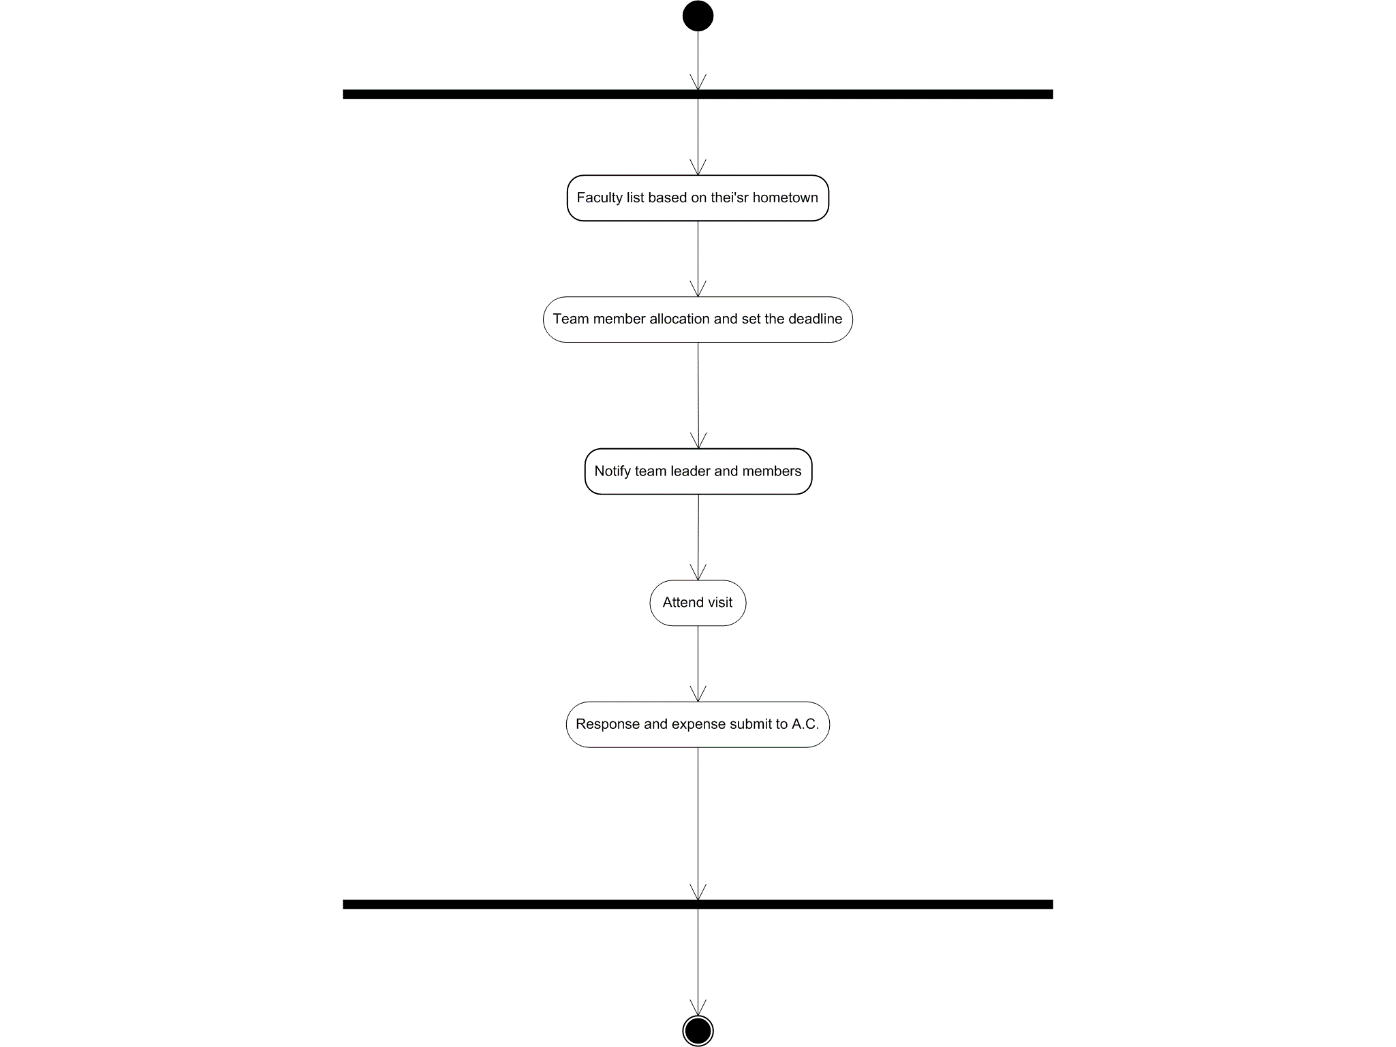 Faculty list based on thei'sr hometown
Team member allocation and set the deadline
Notify team leader and members
Attend visit
Response and expense submit to A.C.